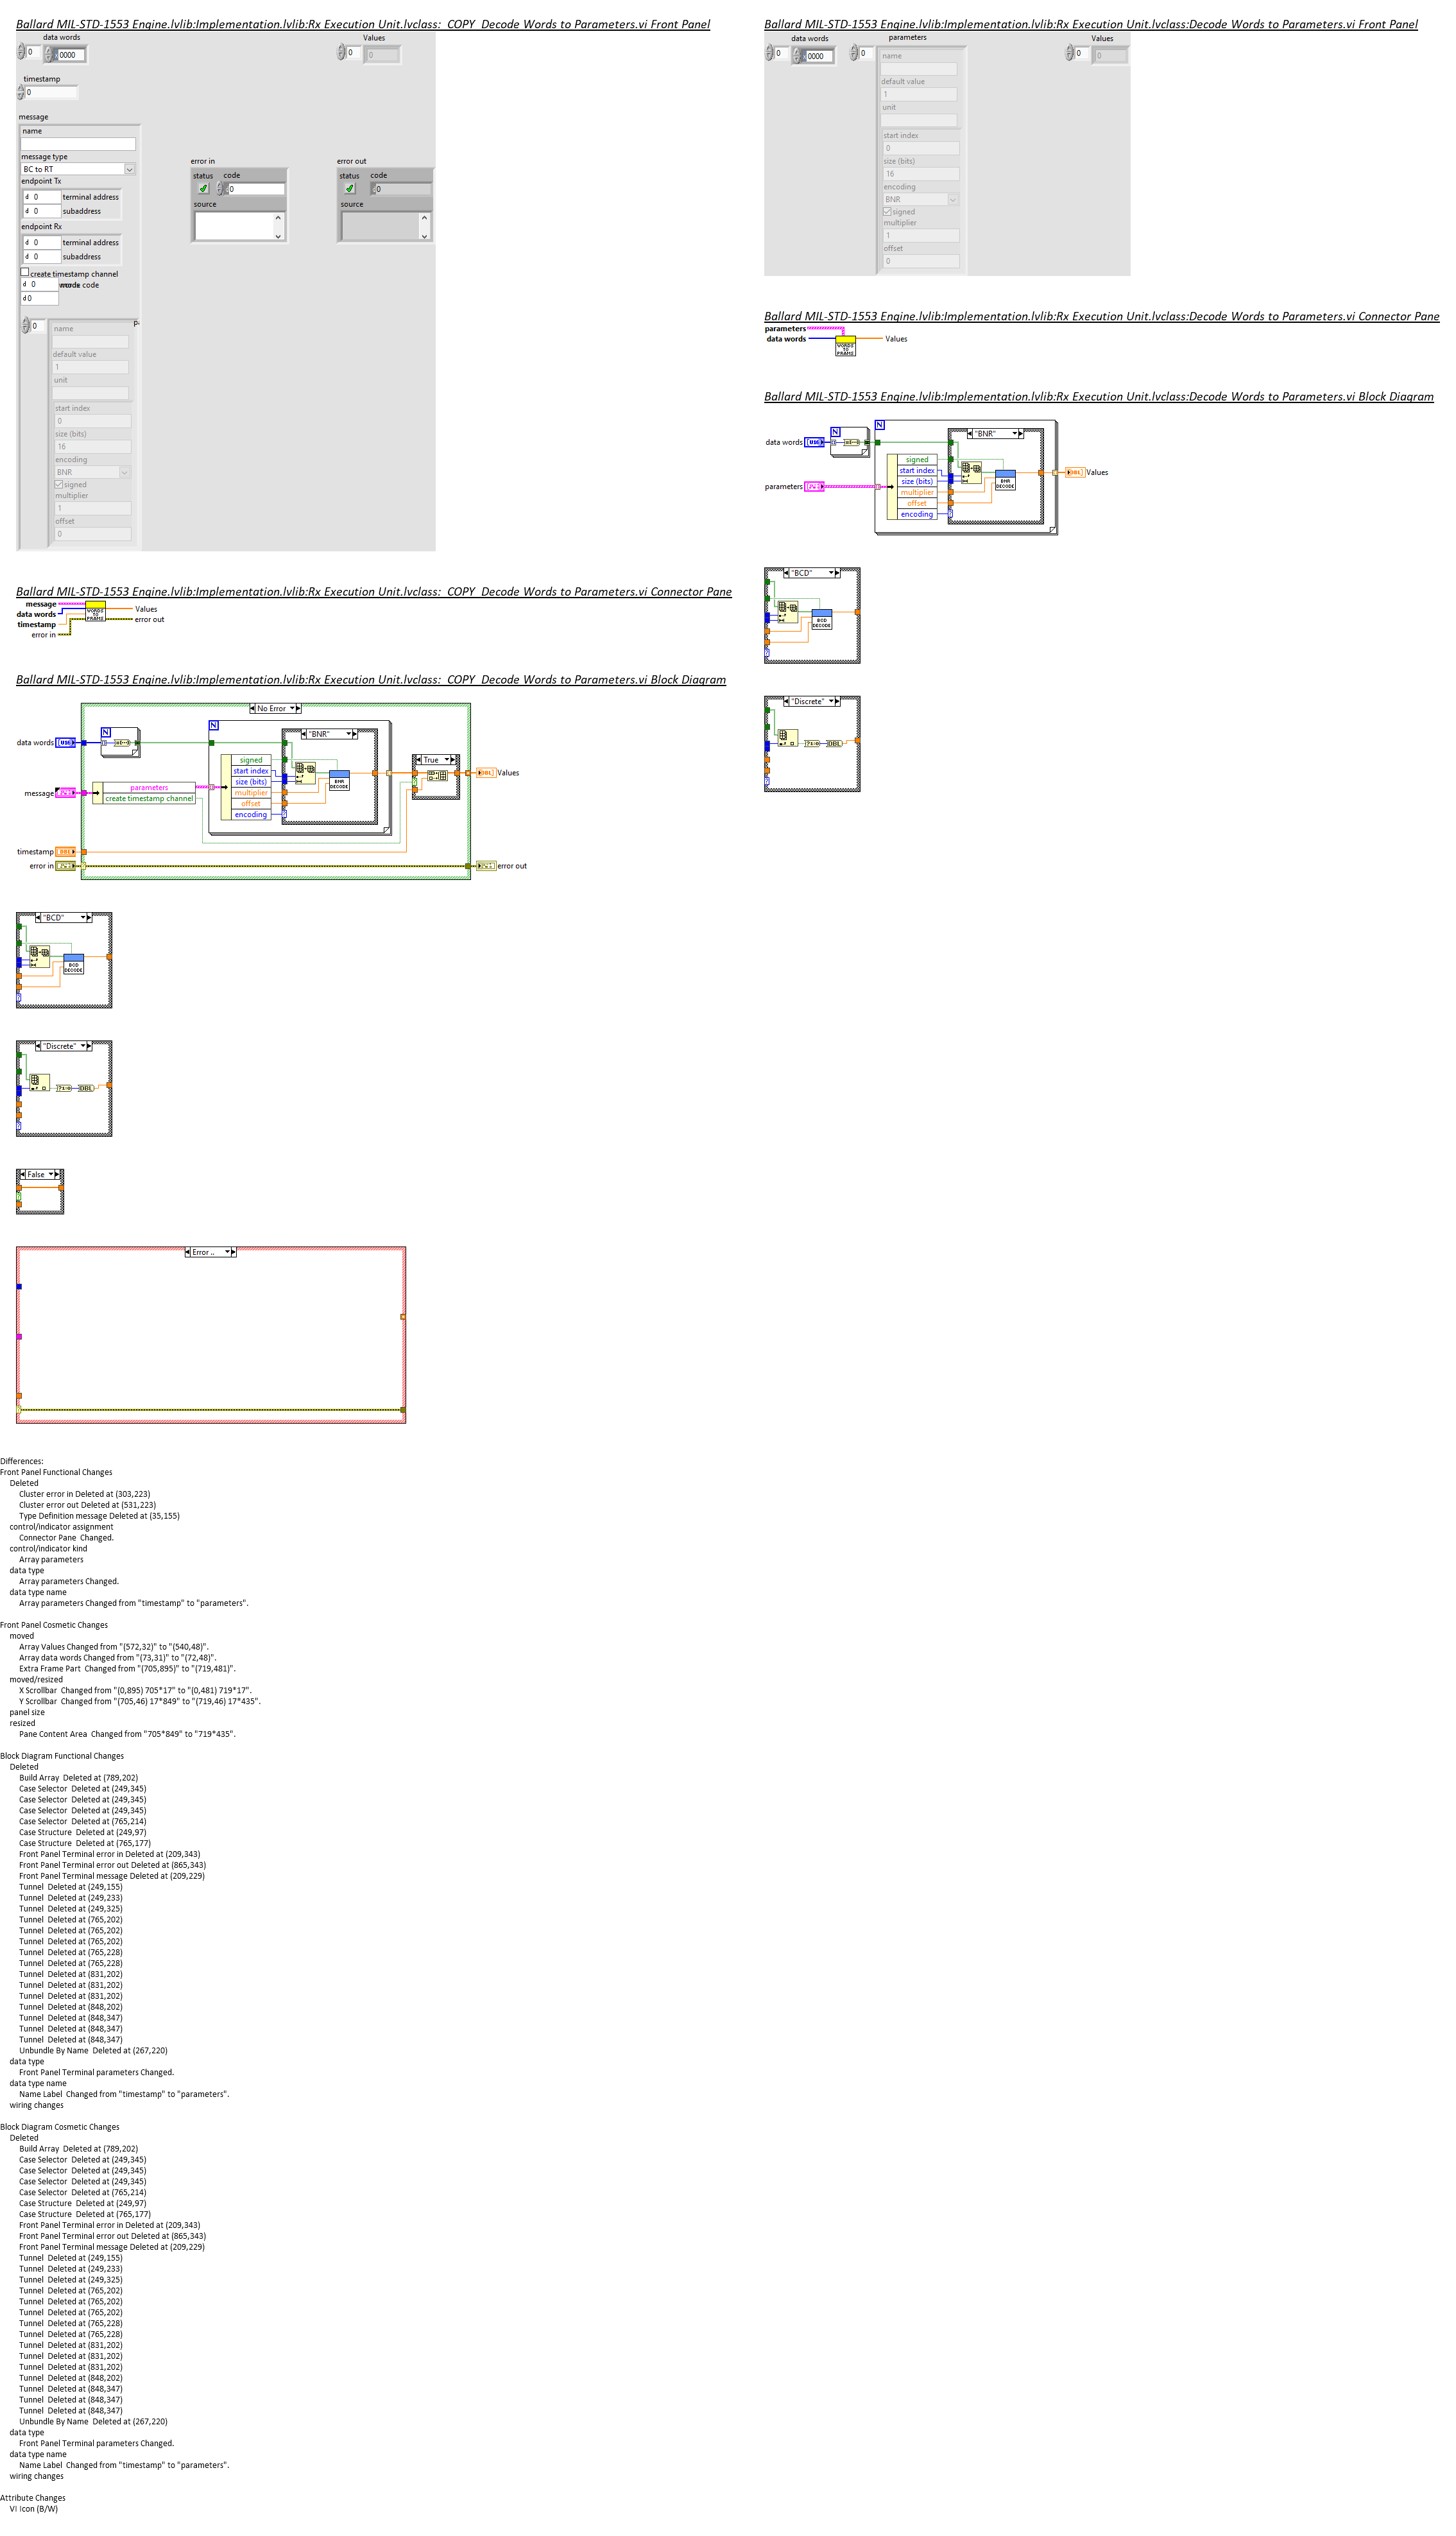 Ballard MIL-STD-1553 Engine.lvlib:Implementation.lvlib:Rx Execution Unit.lvclass:_COPY_Decode Words to Parameters.vi Front Panel
data words
Values
0
0000
0
0
timestamp
0
message
name
message type
BC to RT
endpoint Tx
d 0 terminal address
d 0 subaddress
endpoint Rx
d 0 terminal address
d 0 subaddress
create timestamp channel
d 0 mode code
d 0
error in
status code
0
source
error out
status code
0
source
0
name
default value
1
unit
start index
0
size (bits)
16
encoding
BNR
signed
multiplier
1
offset
0
Ballard MIL-STD-1553 Engine.lvlib:Implementation.lvlib:Rx Execution Unit.lvclass:_COPY_Decode Words to Parameters.vi Connector Pane
message
data words
timestamp
error in
WORDS TO PRAMS
Values
error out
Ballard MIL-STD-1553 Engine.lvlib:Implementation.lvlib:Rx Execution Unit.lvclass:_COPY_Decode Words to Parameters.vi Block Diagram
No Error
data words
U16
N
N
"BNR"
signed
start index
size (bits)
multiplier
offset
encoding
BNR DECODE
True
DBL
Values
message
parameters
create timestamp channel
timestamp
DBL
error in
error out
"BCD"
BCD DECODE
"Discrete"
?1:0
DBL
False
Error ..
Ballard MIL-STD-1553 Engine.lvlib:Implementation.lvlib:Rx Execution Unit.lvclass:Decode Words to Parameters.vi Front Panel
data words
parameters
Values
0
0000
0
0
0
name
default value
1
unit
start index
0
size (bits)
16
encoding
BNR
signed
multiplier
1
offset
0
Ballard MIL-STD-1553 Engine.lvlib:Implementation.lvlib:Rx Execution Unit.lvclass:Decode Words to Parameters.vi Connector Pane
parameters
data words
WORDS TO PRAMS
Values
Ballard MIL-STD-1553 Engine.lvlib:Implementation.lvlib:Rx Execution Unit.lvclass:Decode Words to Parameters.vi Block Diagram
data words
U16
N
N
"BNR"
parameters
signed
start index
size (bits)
multiplier
offset
encoding
BNR DECODE
DBL
Values
"BCD"
BCD DECODE
"Discrete"
?1:0
DBL
Differences:
Front Panel Functional Changes
Deleted
Cluster error in Deleted at (303,223)
Cluster error out Deleted at (531,223)
Type Definition message Deleted at (35,155)
control/indicator assignment
Connector Pane  Changed.
control/indicator kind
Array parameters
data type
Array parameters Changed.
data type name
Array parameters Changed from "timestamp" to "parameters".
Front Panel Cosmetic Changes
moved
Array Values Changed from "(572,32)" to "(540,48)".
Array data words Changed from "(73,31)" to "(72,48)".
Extra Frame Part  Changed from "(705,895)" to "(719,481)".
moved/resized
X Scrollbar  Changed from "(0,895) 705*17" to "(0,481) 719*17".
Y Scrollbar  Changed from "(705,46) 17*849" to "(719,46) 17*435".
panel size
resized
Pane Content Area  Changed from "705*849" to "719*435".
Block Diagram Functional Changes
Deleted
Build Array  Deleted at (789,202)
Case Selector  Deleted at (249,345)
Case Selector  Deleted at (249,345)
Case Selector  Deleted at (249,345)
Case Selector  Deleted at (765,214)
Case Structure  Deleted at (249,97)
Case Structure  Deleted at (765,177)
Front Panel Terminal error in Deleted at (209,343)
Front Panel Terminal error out Deleted at (865,343)
Front Panel Terminal message Deleted at (209,229)
Tunnel  Deleted at (249,155)
Tunnel  Deleted at (249,233)
Tunnel  Deleted at (249,325)
Tunnel  Deleted at (765,202)
Tunnel  Deleted at (765,202)
Tunnel  Deleted at (765,202)
Tunnel  Deleted at (765,228)
Tunnel  Deleted at (765,228)
Tunnel  Deleted at (831,202)
Tunnel  Deleted at (831,202)
Tunnel  Deleted at (831,202)
Tunnel  Deleted at (848,202)
Tunnel  Deleted at (848,347)
Tunnel  Deleted at (848,347)
Tunnel  Deleted at (848,347)
Unbundle By Name  Deleted at (267,220)
data type
Front Panel Terminal parameters Changed.
data type name
Name Label  Changed from "timestamp" to "parameters".
wiring changes
Block Diagram Cosmetic Changes
Deleted
Build Array  Deleted at (789,202)
Case Selector  Deleted at (249,345)
Case Selector  Deleted at (249,345)
Case Selector  Deleted at (249,345)
Case Selector  Deleted at (765,214)
Case Structure  Deleted at (249,97)
Case Structure  Deleted at (765,177)
Front Panel Terminal error in Deleted at (209,343)
Front Panel Terminal error out Deleted at (865,343)
Front Panel Terminal message Deleted at (209,229)
Tunnel  Deleted at (249,155)
Tunnel  Deleted at (249,233)
Tunnel  Deleted at (249,325)
Tunnel  Deleted at (765,202)
Tunnel  Deleted at (765,202)
Tunnel  Deleted at (765,202)
Tunnel  Deleted at (765,228)
Tunnel  Deleted at (765,228)
Tunnel  Deleted at (831,202)
Tunnel  Deleted at (831,202)
Tunnel  Deleted at (831,202)
Tunnel  Deleted at (848,202)
Tunnel  Deleted at (848,347)
Tunnel  Deleted at (848,347)
Tunnel  Deleted at (848,347)
Unbundle By Name  Deleted at (267,220)
data type
Front Panel Terminal parameters Changed.
data type name
Name Label  Changed from "timestamp" to "parameters".
wiring changes
Attribute Changes
VI Icon (B/W)